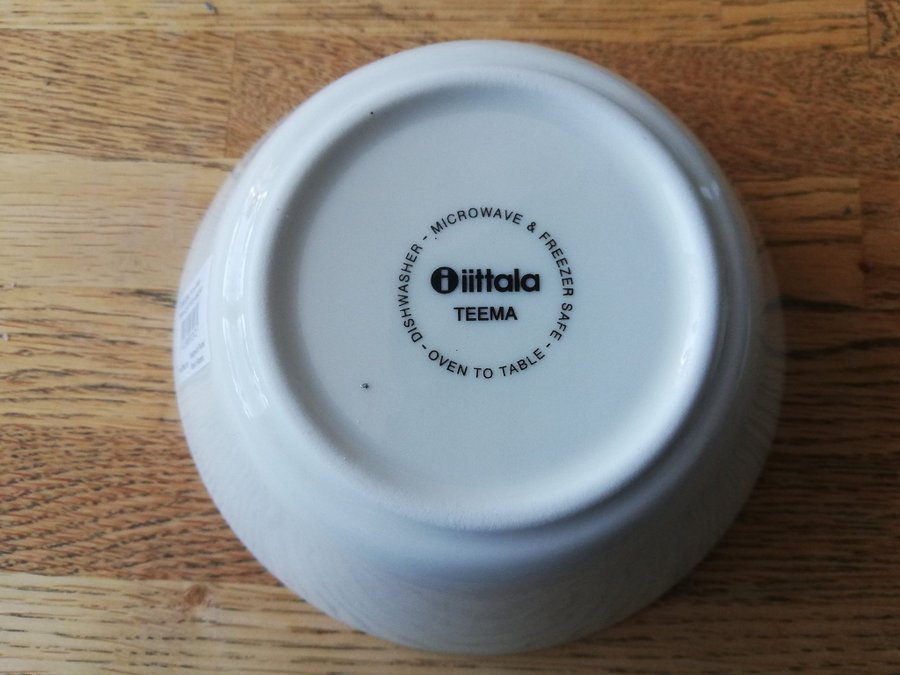 iittala
TEEMA
DISHWASHER - MICROWAVE & FREEZER SAFE - OVEN TO TABLE -